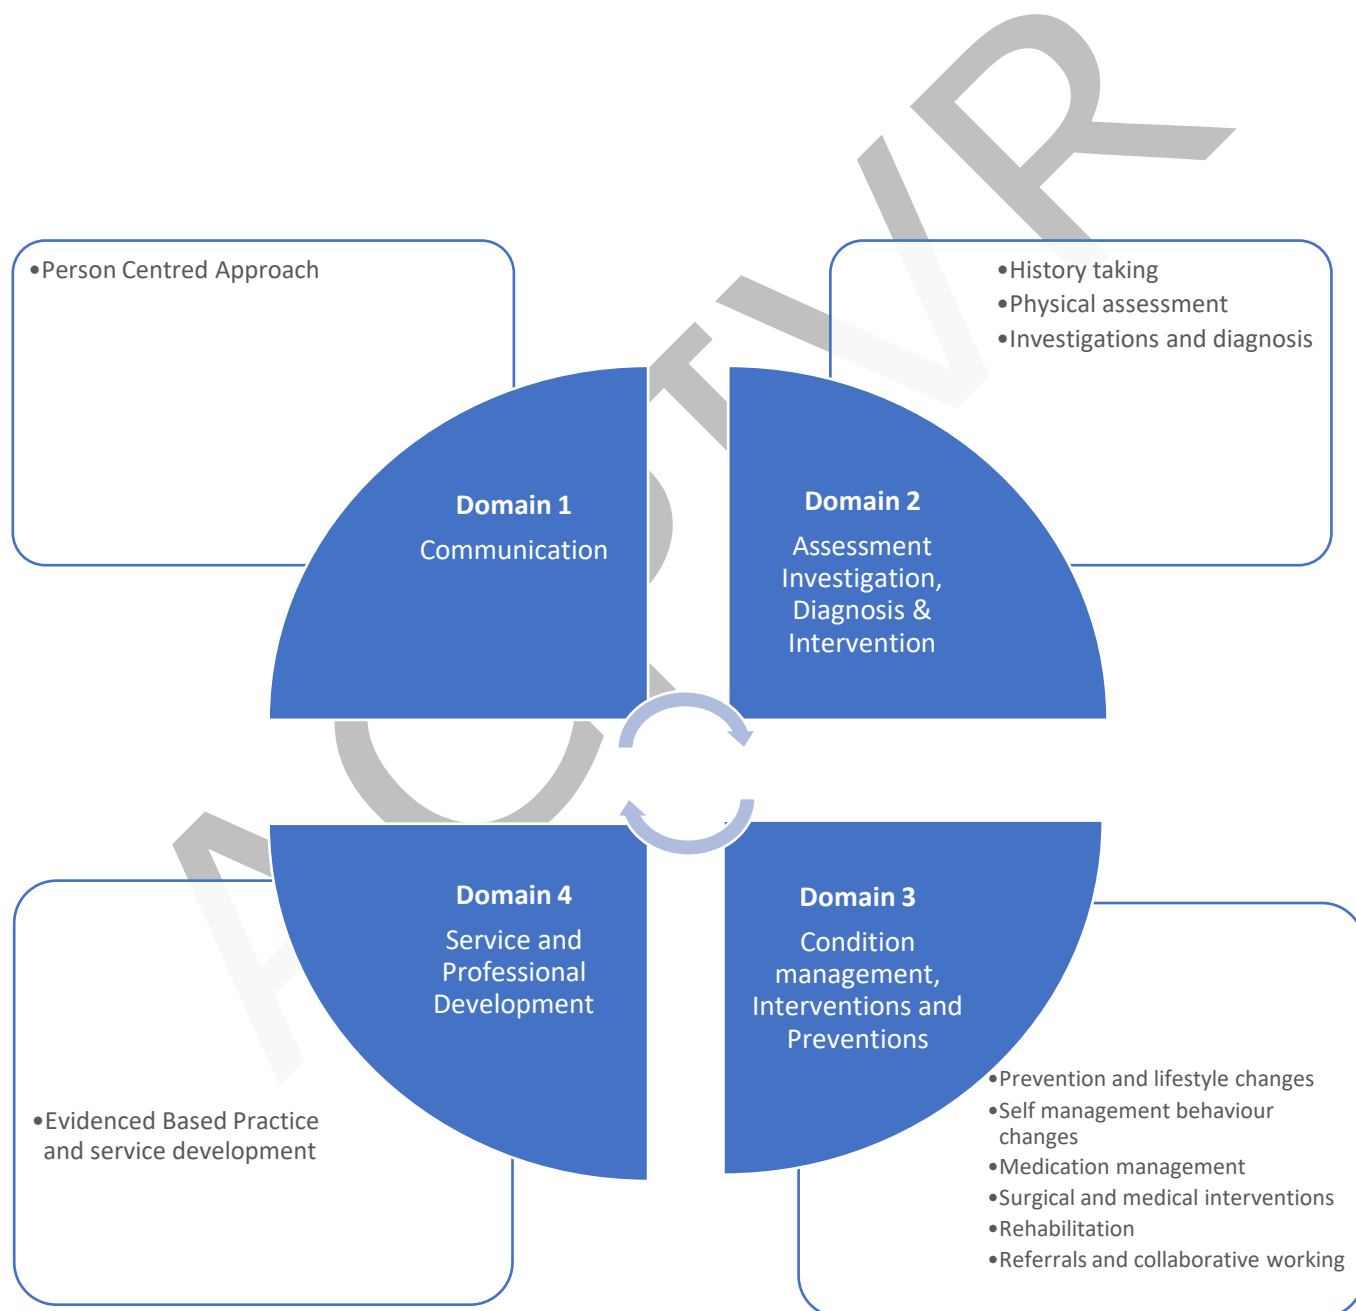 •Person Centred Approach
•History taking
•Physical assessment
•Investigations and diagnosis
Domain 1
Communication
Domain 2
Assessment
Investigation,
Diagnosis &
Intervention
Domain 4
Service and
Professional
Development
Domain 3
Condition
management,
Interventions and
Preventions
•Evidenced Based Practice
and service development
•Prevention and lifestyle changes
•Self management behaviour
changes
•Medication management
•Surgical and medical interventions
•Rehabilitation
•Referrals and collaborative working